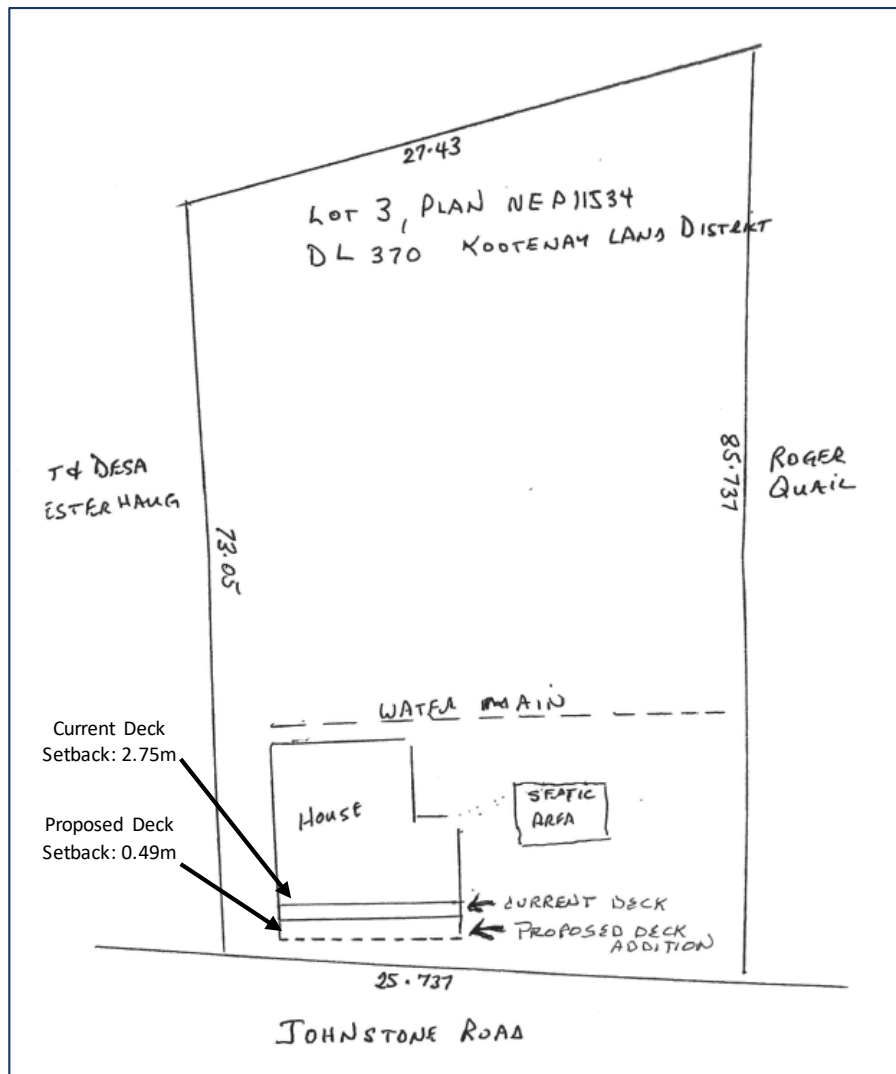 27.43
LOT 3, PLAN NEP11534
DL 370 KOOTENAY LAND DISTRIKT
T & DESA
ESTERHAUG
73.05
85.737
ROGER
QUAIL
WATER MAIN
Current Deck
Setback: 2.75m
HOUSE
SEPTIC
AREA
Proposed Deck
Setback: 0.49m
CURRENT DECK
PROPOSED DECK
ADDITION
25.737
JOHNSTONE ROAD